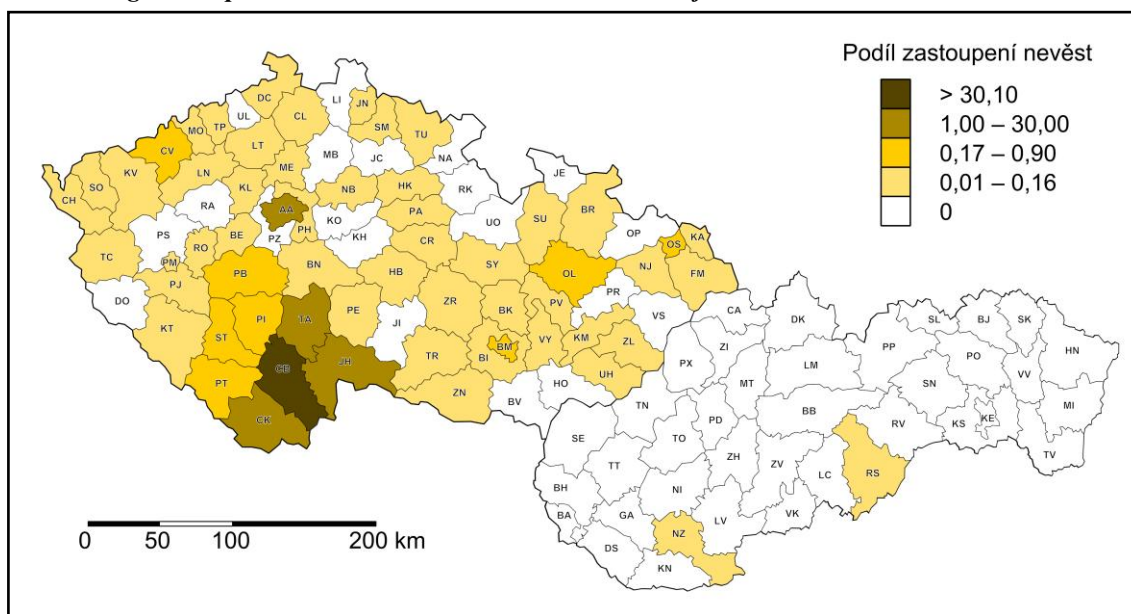 Podíl zastoupení nevěst
> 30,10
1,00 – 30,00
0,17 – 0,90
0,01 – 0,16
0
DC
LI
UL
JN
MO
TP
CL
SM
TU
CV
LT
MB
JC
NA
ME
KV
LN
SO
CH
KL
NB
HK
RK
JE
RA
AA
SU
BR
KO
PA
UO
PS
BE
PZ
PH
KH
OP
KA
OS
RO
TC
PM
CR
PJ
PB
BN
HB
SY
OL
NJ
FM
DO
PR
VS
KT
ST
PI
TA
PE
JI
ZR
BK
PV
TR
BI
BM
VY
KM
ZL
CB
JH
UH
PT
ZN
BV
HO
CK
CA
DK
PX
ZI
PP
SL
BJ
SK
HN
PO
LM
MT
SN
VV
TN
PD
BB
MI
RV
KS
KE
SE
TO
TV
ZH
ZV
LC
RS
TT
NI
BH
BA
GA
LV
VK
NZ
DS
KN
0 50 100 200 km